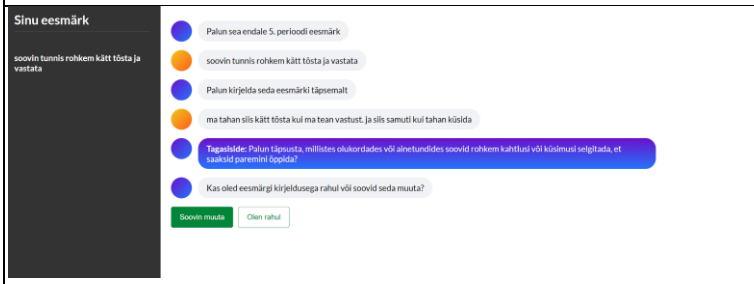 Sinu eesmärk
soovin tunnis rohkem kätt tõsta ja
vastata
Palun sea endale 5. perioodi eesmärk
soovin tunnis rohkem kätt tõsta ja vastata
Palun kirjelda seda eesmärki täpsemalt
ma tahan siis kätt tõsta kui ma tean vastust. ja siis samuti kui tahan küsida
Tagasiside: Palun täpsusta, millistes olukordades või ainetundides soovid rohkem kahtlusi või küsimusi selgitada, et
saaksid paremini õppida?
Kas oled eesmärgi kirjeldusega rahul või soovid seda muuta?
Soovin muuta
Olen rahul